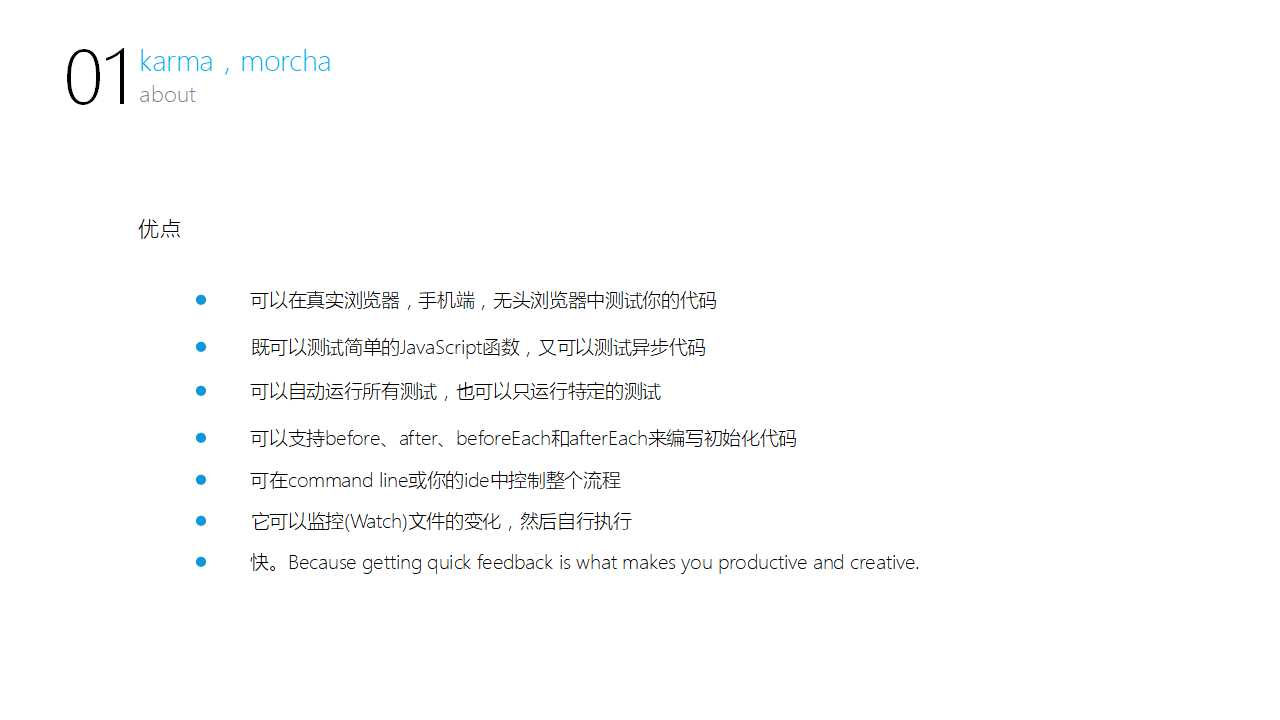 01
karma，morcha
about
优点
可以在真实浏览器，手机端，无头浏览器中测试你的代码
既可以测试简单的JavaScript函数，又可以测试异步代码
可以自动运行所有测试，也可以只运行特定的测试
可以支持before、after、beforeEach和afterEach来编写初始化代码
可在command line或你的ide中控制整个流程
它可以监控(Watch)文件的变化，然后自行执行
快。Because getting quick feedback is what makes you productive and creative.